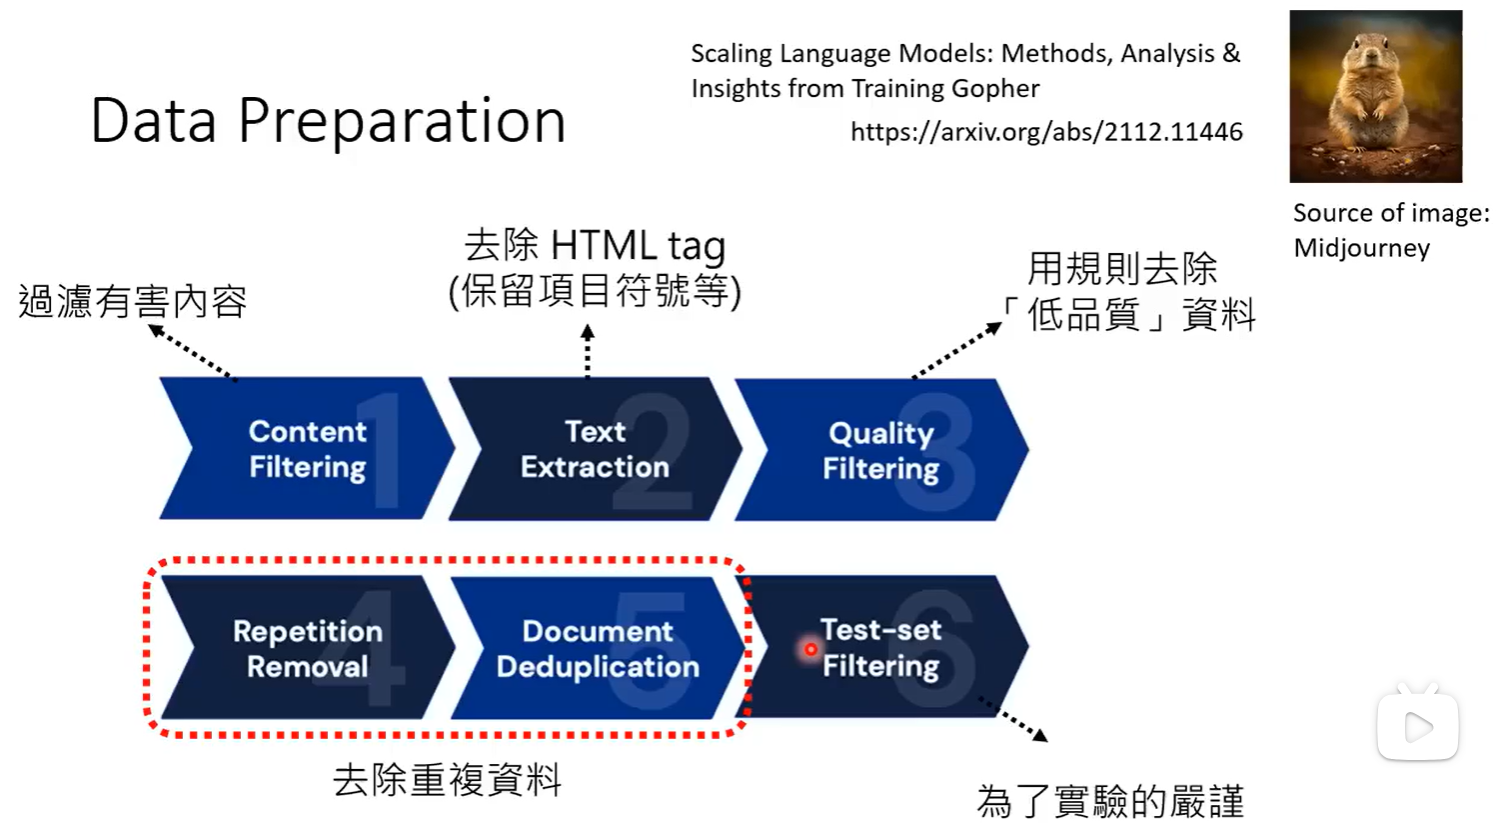 Data Preparation
Scaling Language Models: Methods, Analysis &
Insights from Training Gopher
https://arxiv.org/abs/2112.11446
Source of image:
Midjourney
過濾有害內容
去除 HTML tag
(保留項目符號等)
用規則去除
「低品質」資料
1
Content
Filtering
2
Text
Extraction
3
Quality
Filtering
4
Repetition
Removal
5
Document
Deduplication
6
Test-set
Filtering
去除重複資料
為了實驗的嚴謹